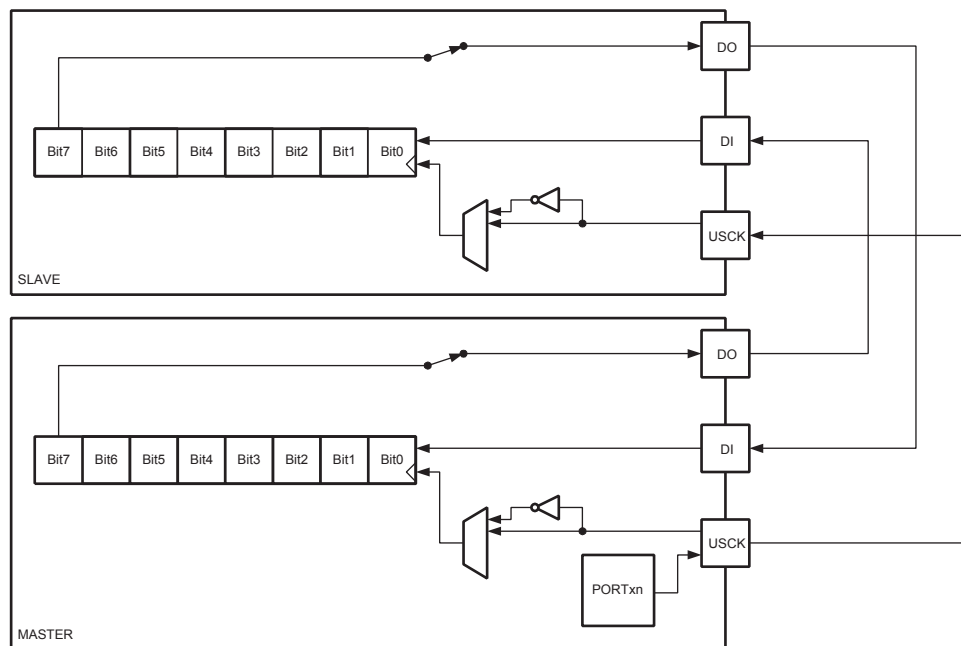 DO
Bit7 Bit6 Bit5 Bit4 Bit3 Bit2 Bit1 Bit0
DI
USCK
SLAVE
DO
Bit7 Bit6 Bit5 Bit4 Bit3 Bit2 Bit1 Bit0
DI
USCK
PORTxn
MASTER